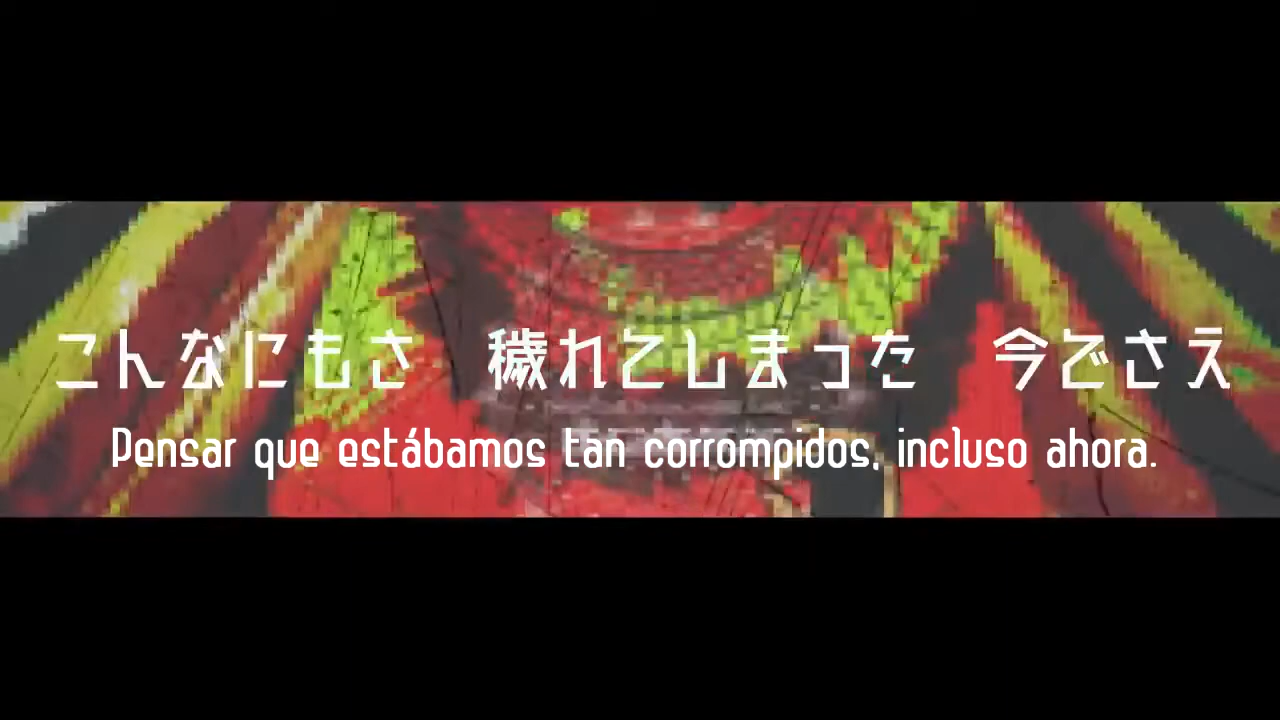 こんなにもさ　穢れてしまった　今でさえ
Pensar que estábamos tan corrompidos, incluso ahora.